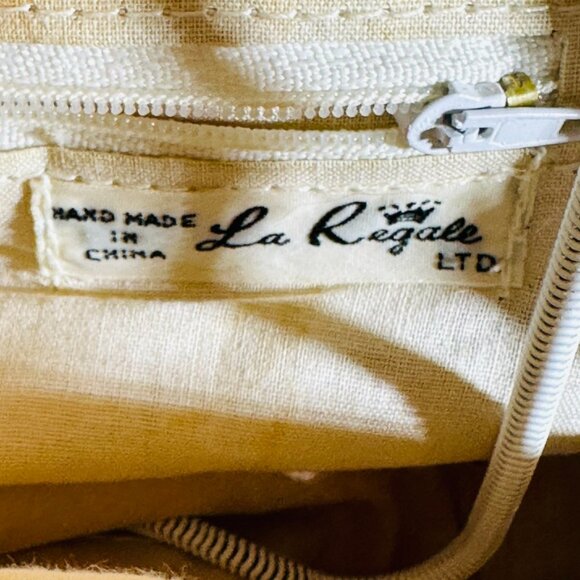 HAND MADE
IN
CHINA
La Regale
LTD.